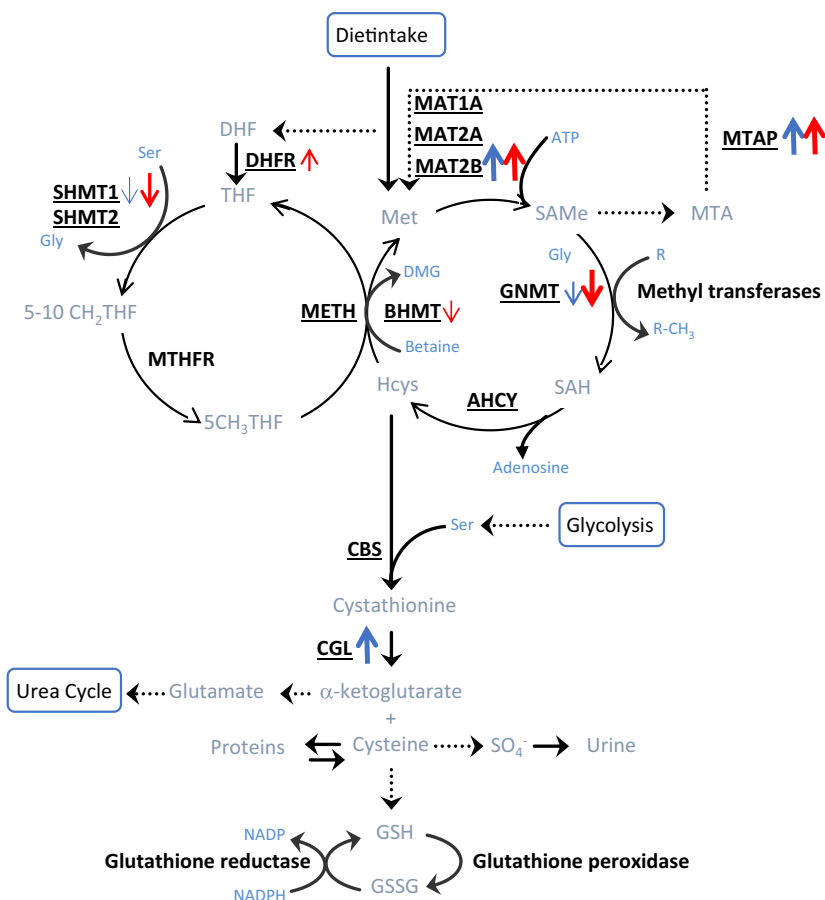 Dietintake
MAT1A
DHF
MAT2A
ATP
MTAP
Ser
DHFR
MAT2B
SHMT1
THF
SHMT2
Met
SAMe
MTA
Gly
Gly
R
DMG
GNMT
Methyl transferases
5-10 CH₂THF
METH
BHMT
R-CH₃
MTHFR
Betaine
Hcys
SAH
AHCY
5CH₃THF
Adenosine
Ser
Glycolysis
CBS
Cystathionine
CGL
Urea Cycle
Glutamate
α-ketoglutarate
+
Proteins
Cysteine
SO₄⁻
Urine
NADP
GSH
Glutathione reductase
Glutathione peroxidase
GSSG
NADPH